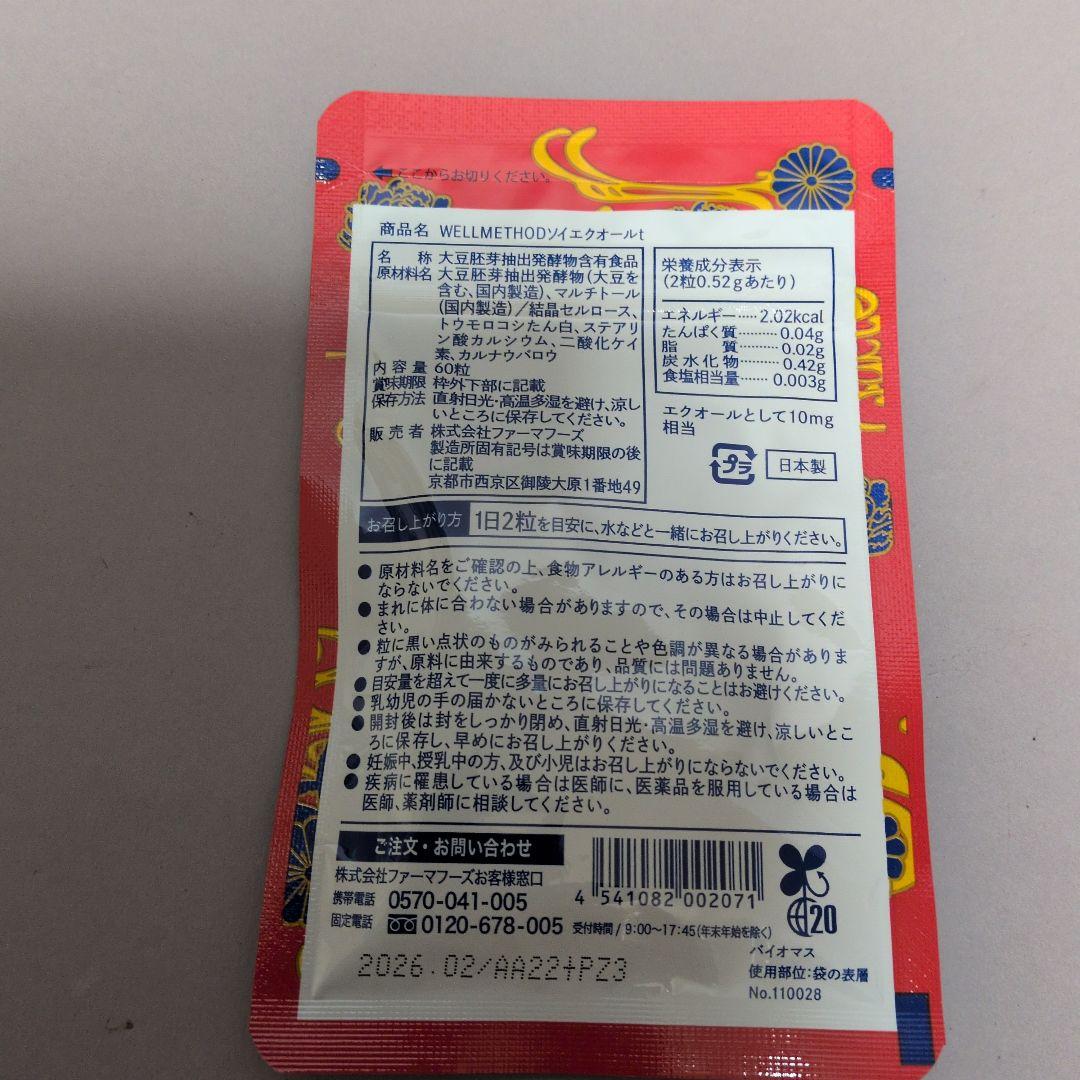 ここからお切りください。
商品名 WELLMETHODソイエクオールt
名称 大豆胚芽抽出発酵物含有食品
原材料名 大豆胚芽抽出発酵物(大豆を
含む、国内製造)、マルチトール
(国内製造)/結晶セルロース、
トウモロコシたん白、ステアリ
ン酸カルシウム、二酸化ケイ
素、カルナウバロウ
内容量 60粒
賞味期限 枠外下部に記載
保存方法 直射日光・高温多湿を避け、涼し
いところに保存してください。
販売者 株式会社ファーマフーズ
製造所固有記号は賞味期限の後
に記載
京都市西京区御陵大原1番地49
栄養成分表示
(2粒0.52gあたり)
エネルギー……2.02kcal
たんぱく質………0.04g
脂質………0.02g
炭水化物………0.42g
食塩相当量……0.003g
エクオールとして10mg
相当
プラ
日本製
お召し上がり方 1日2粒を目安に、水などと一緒にお召し上がりください。
● 原材料名をご確認の上、食物アレルギーのある方はお召し上がりに
ならないでください。
● まれに体に合わない場合がありますので、その場合は中止してくだ
さい。
● 粒に黒い点状のものがみられることや色調が異なる場合がありま
すが、原料に由来するものであり、品質には問題ありません。
● 目安量を超えて一度に多量にお召し上がりになることはお避けください。
● 乳幼児の手の届かないところに保存してください。
● 開封後は封をしっかり閉め、直射日光・高温多湿を避け、涼しいとこ
ろに保存し、早めにお召し上がりください。
● 妊娠中、授乳中の方、及び小児はお召し上がりにならないでください。
● 疾病に罹患している場合は医師に、医薬品を服用している場合は
医師、薬剤師に相談してください。
ご注文・お問い合わせ
株式会社ファーマフーズお客様窓口
携帯電話 0570-041-005
固定電話 0120-678-005 受付時間/9:00〜17:45(年末年始を除く)
4 541082 002071
20
バイオマス
使用部位:袋の表層
No.110028
2026.02/AA22+PZ3